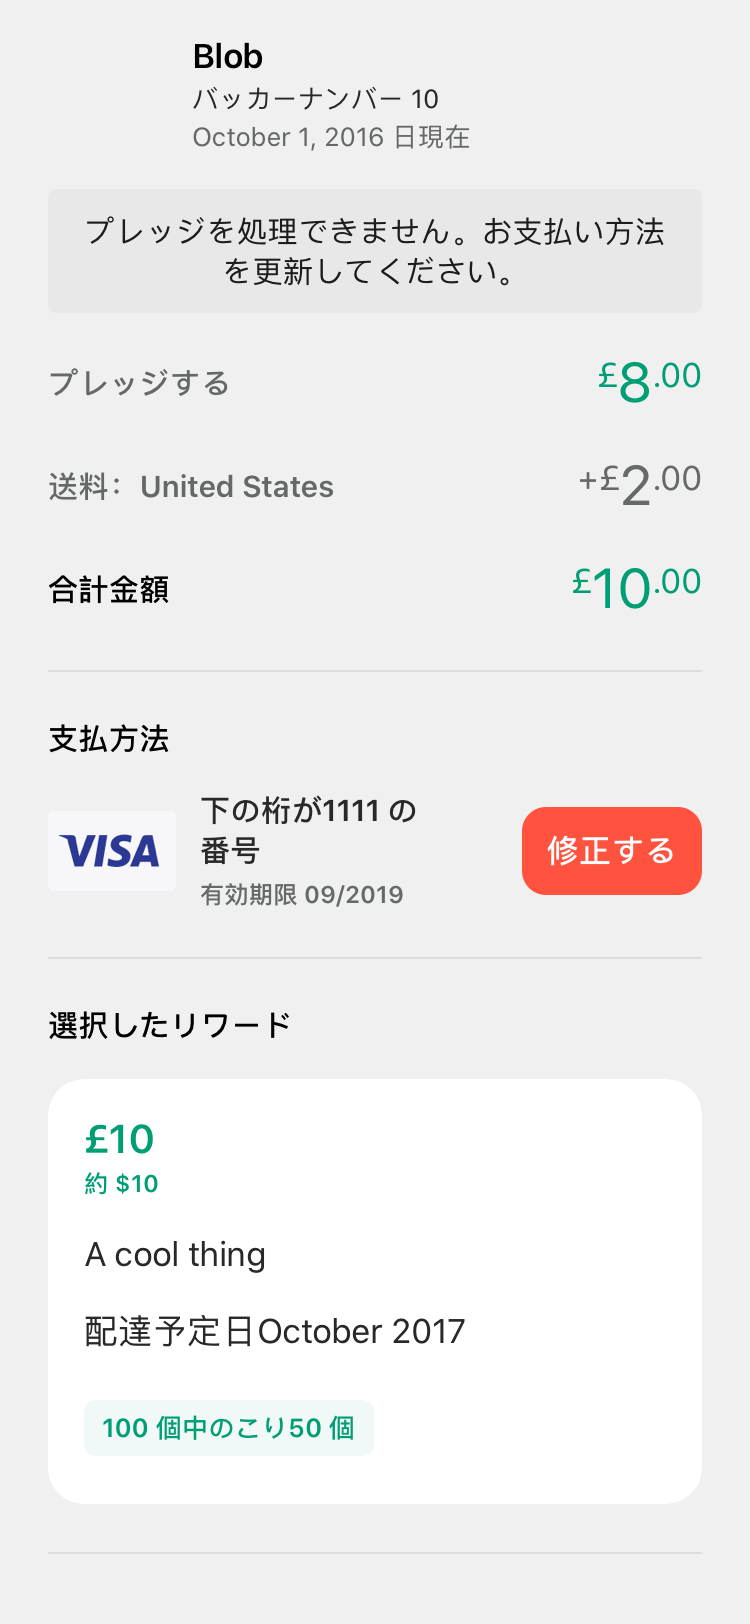 Blob
バッカーナンバー 10
October 1, 2016 日現在
プレッジを処理できません。お支払い方法
を更新してください。
プレッジする £8.00
送料： United States +£2.00
合計金額 £10.00
支払方法
VISA
下の桁が1111 の
番号
有効期限 09/2019
修正する
選択したリワード
£10
約 $10
A cool thing
配達予定日October 2017
100 個中のこり50 個